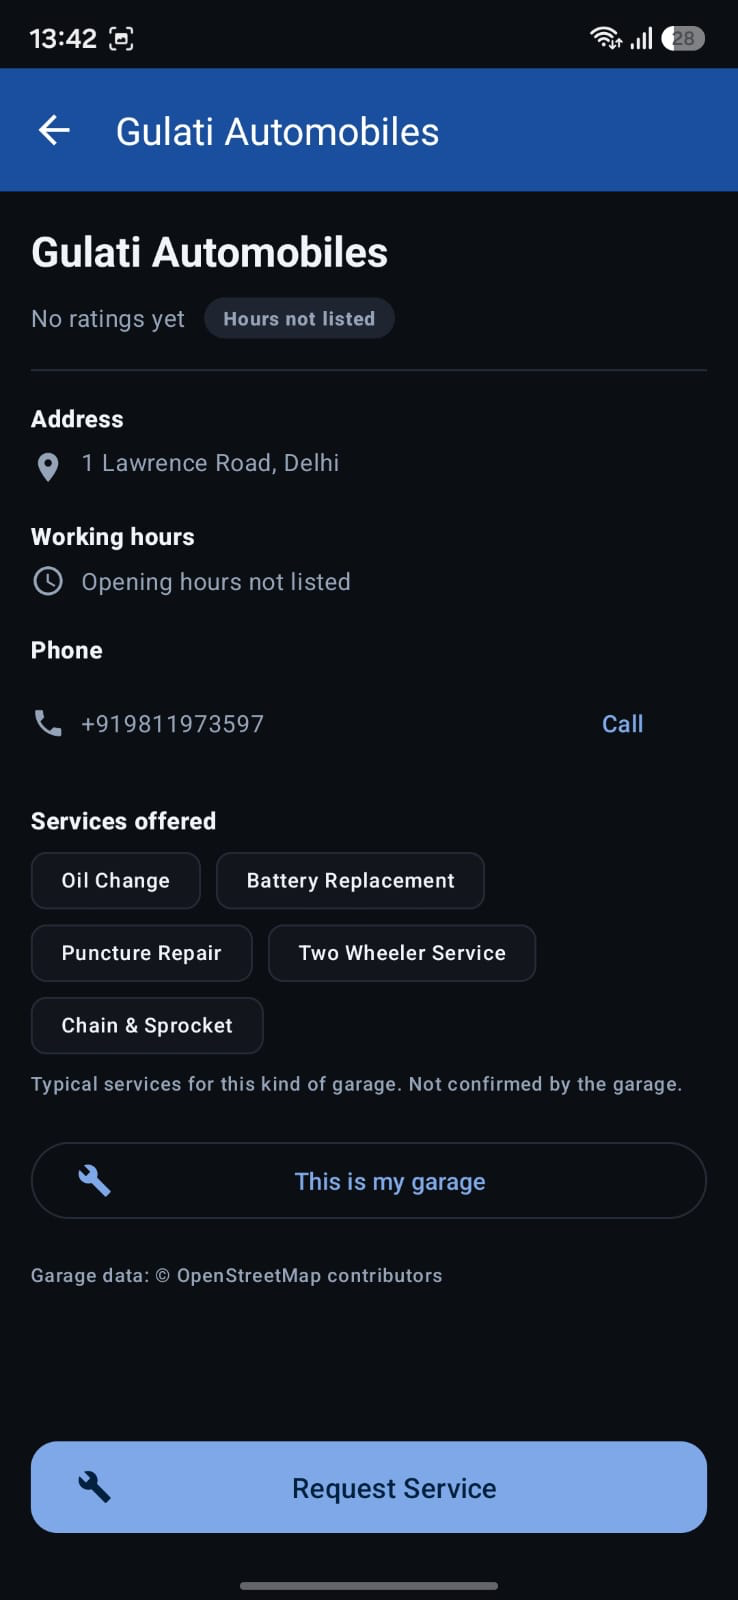 13:42
28
Gulati Automobiles
Gulati Automobiles
No ratings yet
Hours not listed
Address
1 Lawrence Road, Delhi
Working hours
Opening hours not listed
Phone
+919811973597
Call
Services offered
Oil Change
Battery Replacement
Puncture Repair
Two Wheeler Service
Chain & Sprocket
Typical services for this kind of garage. Not confirmed by the garage.
This is my garage
Garage data: © OpenStreetMap contributors
Request Service